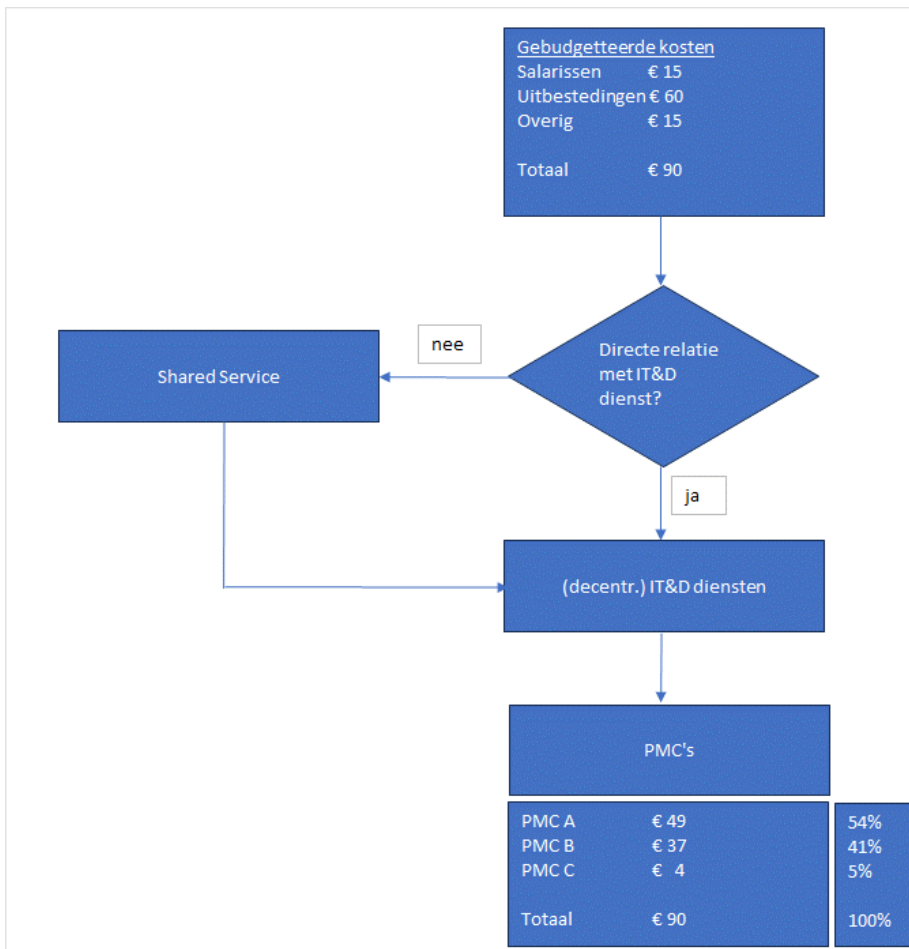 Gebudgetteerde kosten
Salarissen € 15
Uitbestedingen € 60
Overig € 15
Totaal € 90
nee
Directe relatie
met IT&D
dienst?
Shared Service
ja
(decentr.) IT&D diensten
PMC's
PMC A € 49 54%
PMC B € 37 41%
PMC C € 4 5%
Totaal € 90 100%